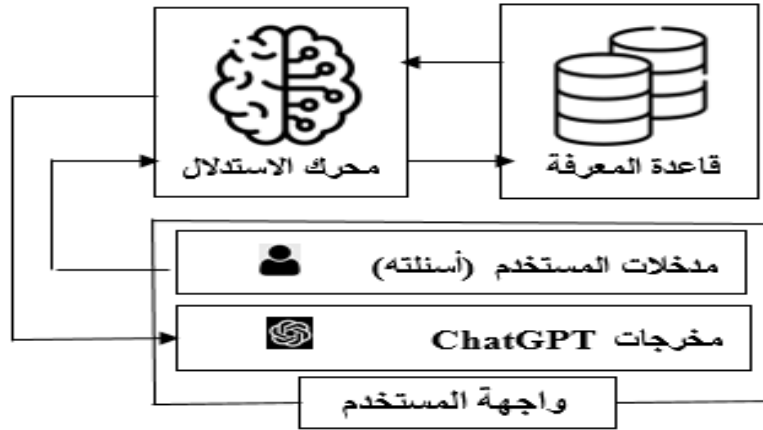 محرك الاستدلال
قاعدة المعرفة
مدخلات المستخدم (أسئلته)
مخرجات ChatGPT
واجهة المستخدم